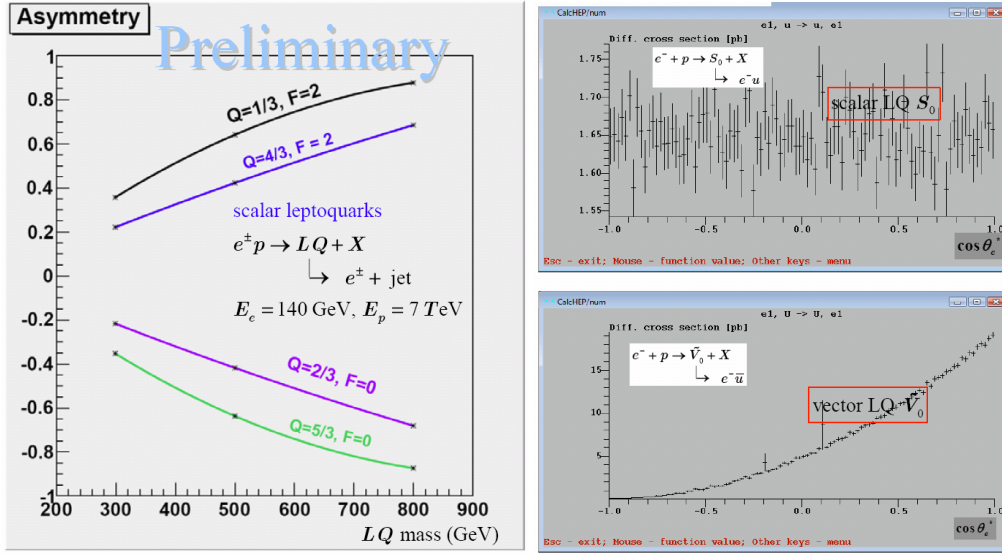 Asymmetry
Preliminary
1
0.8
0.6
0.4
0.2
0
-0.2
-0.4
-0.6
-0.8
-1
200 300 400 500 600 700 800 900
LQ mass (GeV)
Q=1/3, F=2
Q=4/3, F = 2
scalar leptoquarks
e± p → LQ + X
e± + jet
Ee = 140 GeV, Ep = 7 TeV
Q=2/3, F=0
Q=5/3, F=0
CalcHEP/num
e1, u -> u, e1
Diff. cross section [pb]
e⁻ + p → S₀ + X
e⁻u
scalar LQ S₀
1.75
1.70
1.65
1.60
1.55
-1.0 -0.5 0.0 0.5 1.0
cos θe*
Esc - exit; Mouse - function value; Other keys - menu
CalcHEP/num
e1, U -> U, e1
Diff. cross section [pb]
e⁻ + p → Ṽ₀ + X
e⁻ū
vector LQ Ṽ₀
15
10
5
-1.0 -0.5 0.0 0.5 1.0
cos θe*
Esc - exit; Mouse - function value; Other keys - menu